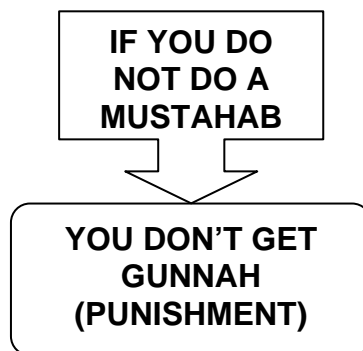 IF YOU DO
NOT DO A
MUSTAHAB
YOU DON’T GET
GUNNAH
(PUNISHMENT)